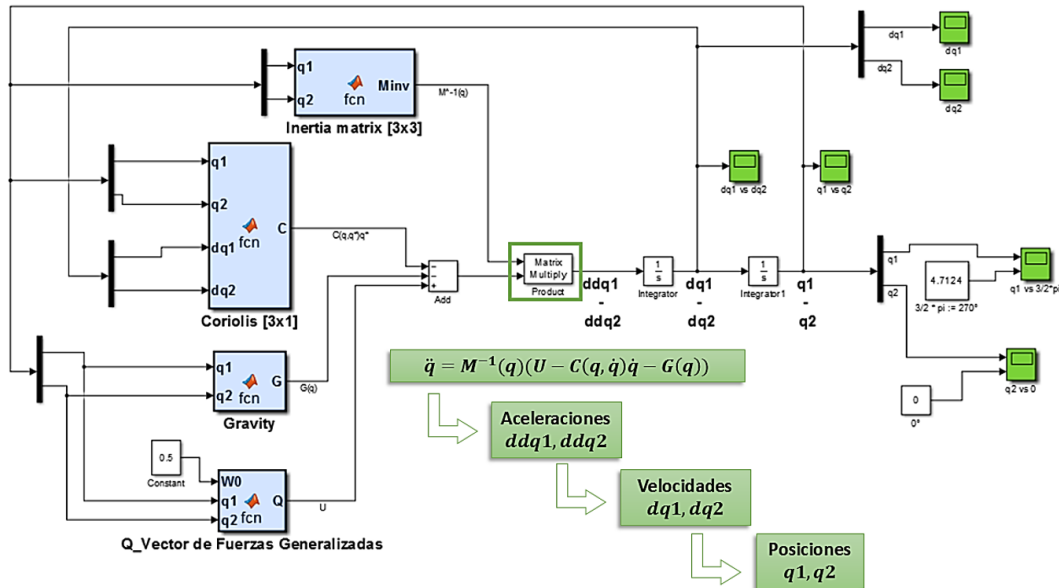 dq1
dq1
dq2
dq2
q1
q2
fcn
Minv
M^-1(q)
Inertia matrix [3x3]
q1
q2
dq1
dq2
fcn
C
C(q,q*)q*
Coriolis [3x1]
dq1 vs dq2
q1 vs q2
Add
Matrix
Multiply
Product
ddq1
-
ddq2
1
s
Integrator
dq1
-
dq2
1
s
Integrator1
q1
-
q2
q1
q2
4.7124
3/2 * pi := 270º
q1 vs 3/2*pi
0
0º
q2 vs 0
q1
q2
fcn
G
G(q)
Gravity
q̈ = M⁻¹(q)(U − C(q, q̇)q̇ − G(q))
Aceleraciones
ddq1, ddq2
Velocidades
dq1, dq2
Posiciones
q1, q2
0.5
Constant
W0
q1
q2
fcn
Q
U
Q_Vector de Fuerzas Generalizadas